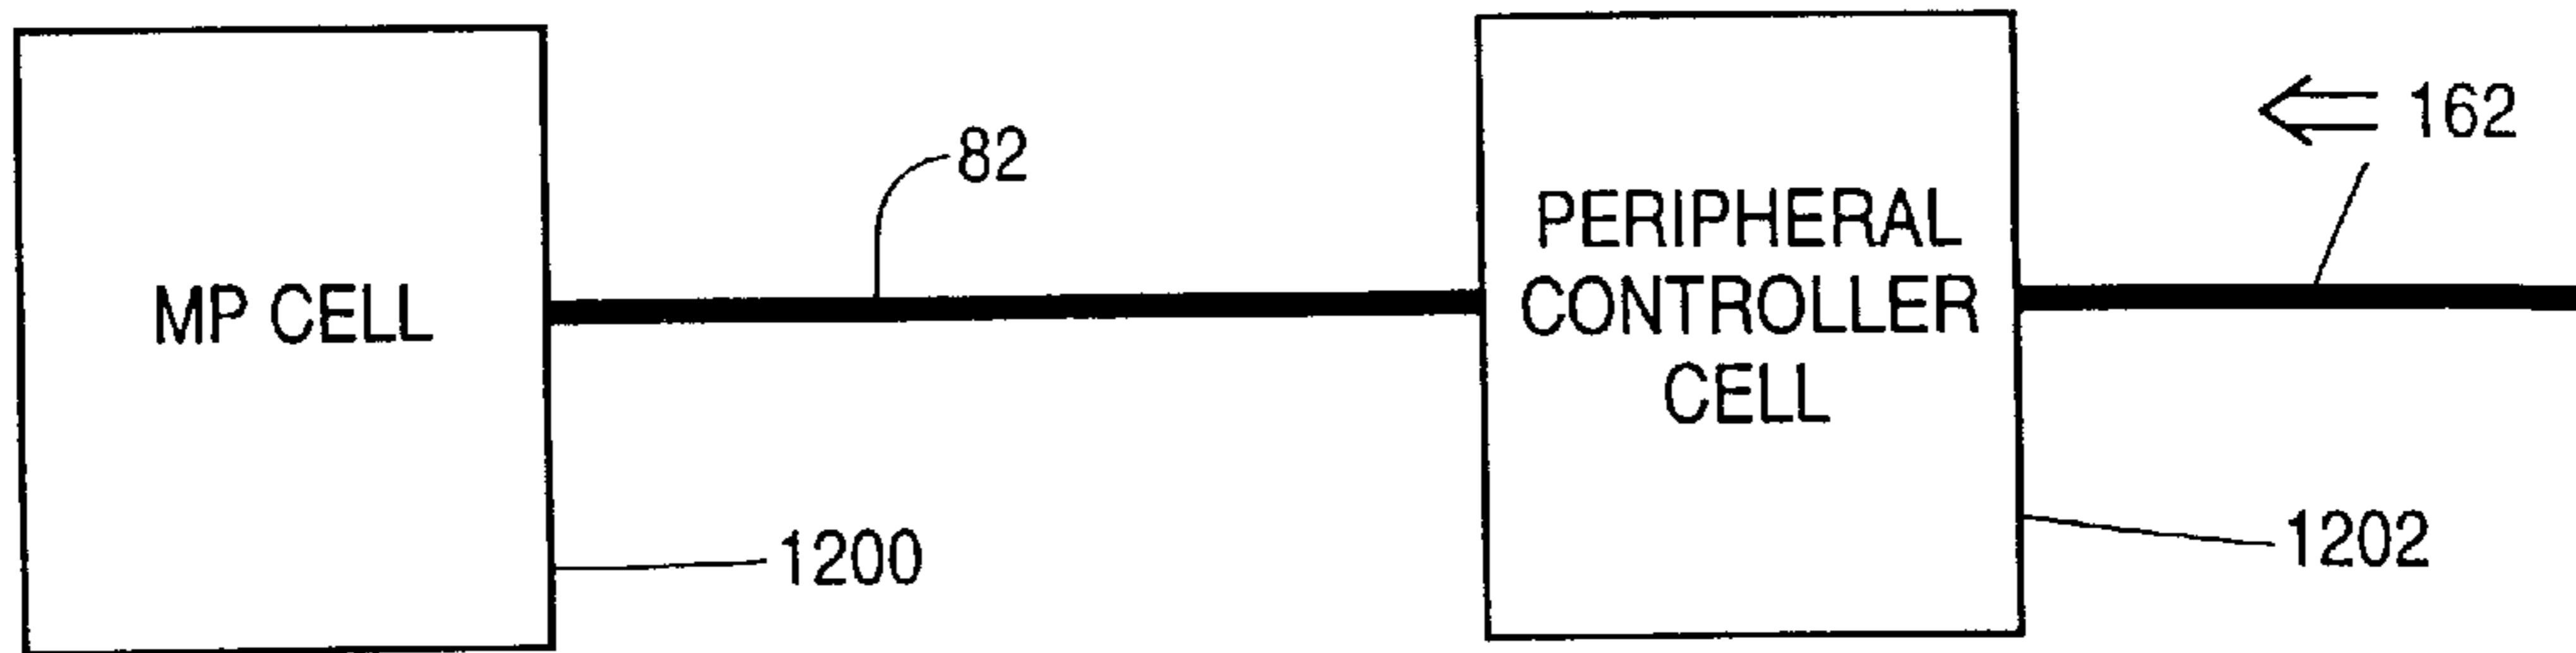 MP CELL
82
1200
PERIPHERAL
CONTROLLER
CELL
162
1202